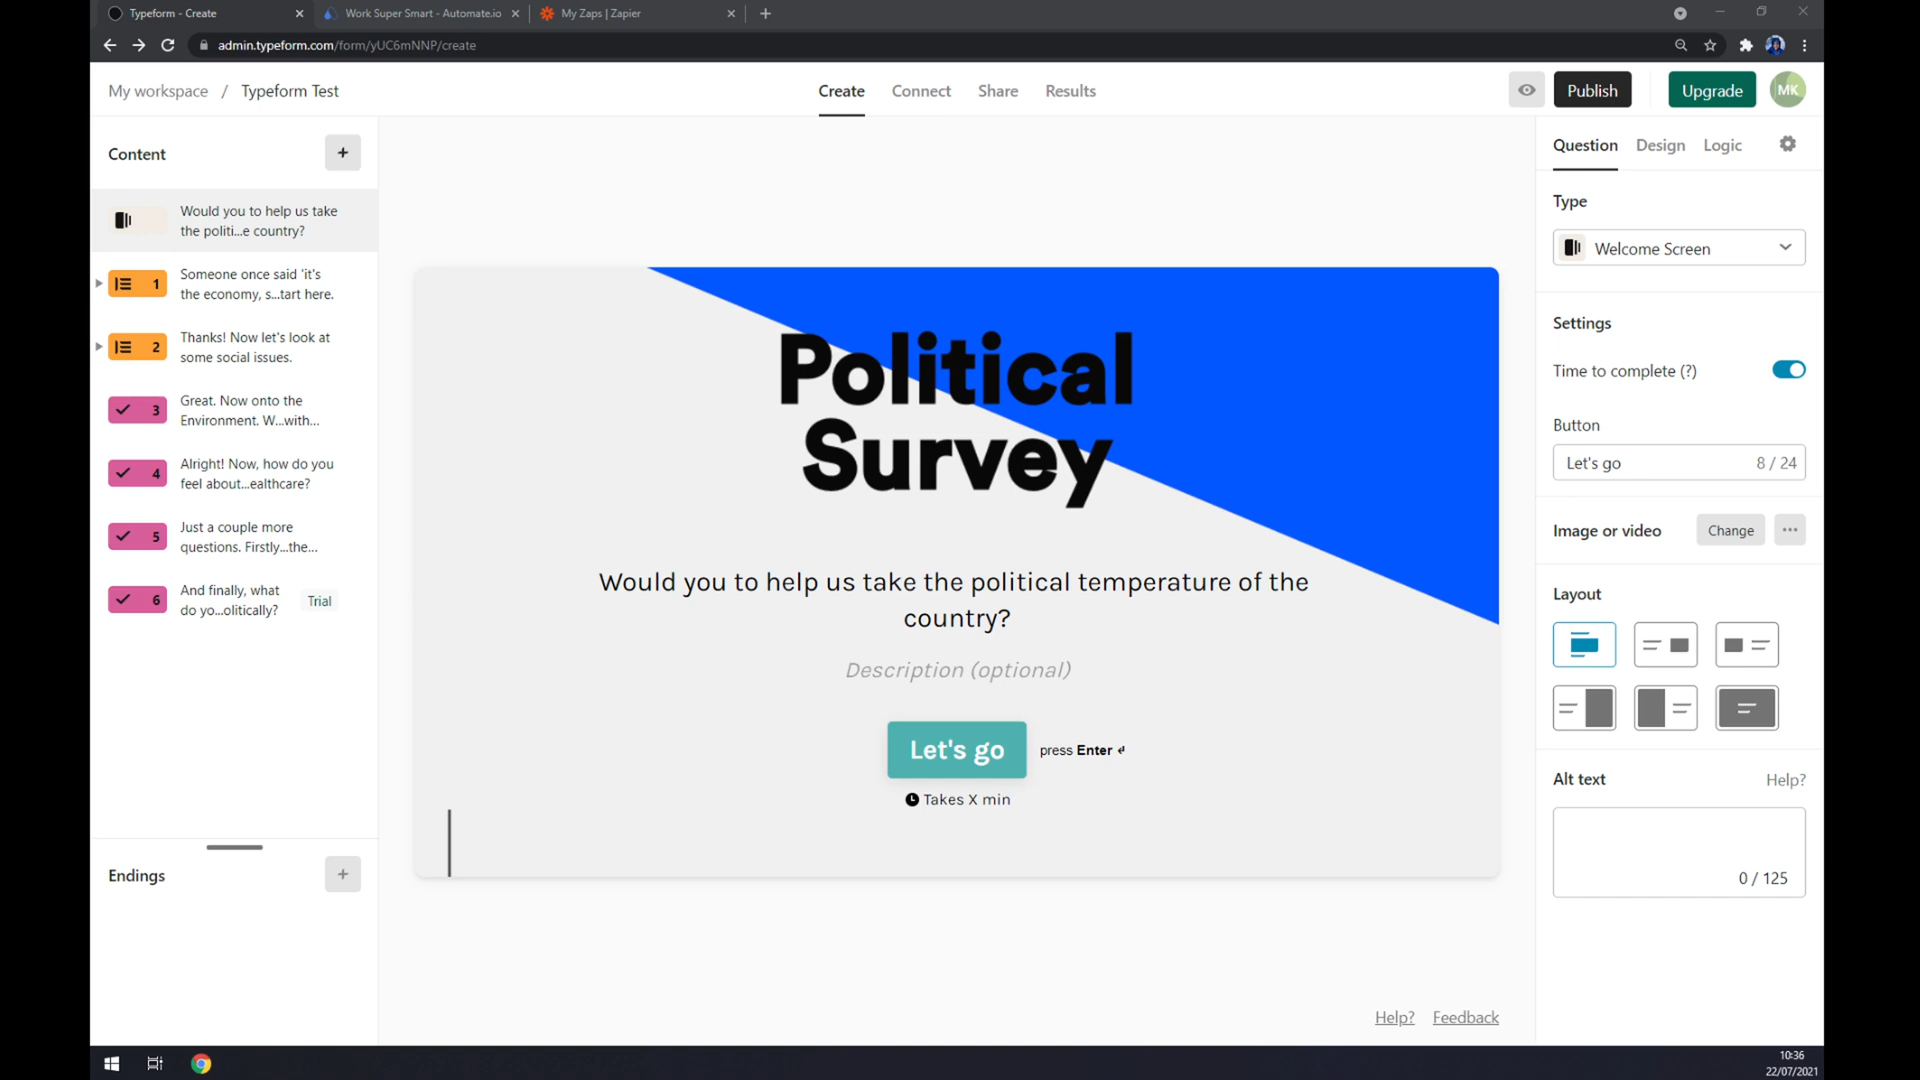 Typeform - Create
Work Super Smart - Automate.io
My Zaps | Zapier
admin.typeform.com/form/yUC6mNNP/create
My workspace / Typeform Test
Create
Connect
Share
Results
Publish
Upgrade
MK
Content
+
Would you to help us take
the politi...e country?
1
Someone once said 'it's
the economy, s...tart here.
2
Thanks! Now let's look at
some social issues.
3
Great. Now onto the
Environment. W...with...
4
Alright! Now, how do you
feel about...ealthcare?
5
Just a couple more
questions. Firstly...the...
6
And finally, what
do yo...olitically?
Trial
Endings
+
Political
Survey
Would you to help us take the political temperature of the
country?
Description (optional)
Let's go
press Enter ↵
Takes X min
Help?
Feedback
Question
Design
Logic
Type
Welcome Screen
Settings
Time to complete (?)
Button
Let's go
8 / 24
Image or video
Change
...
Layout
Alt text
Help?
0 / 125
10:36
22/07/2021